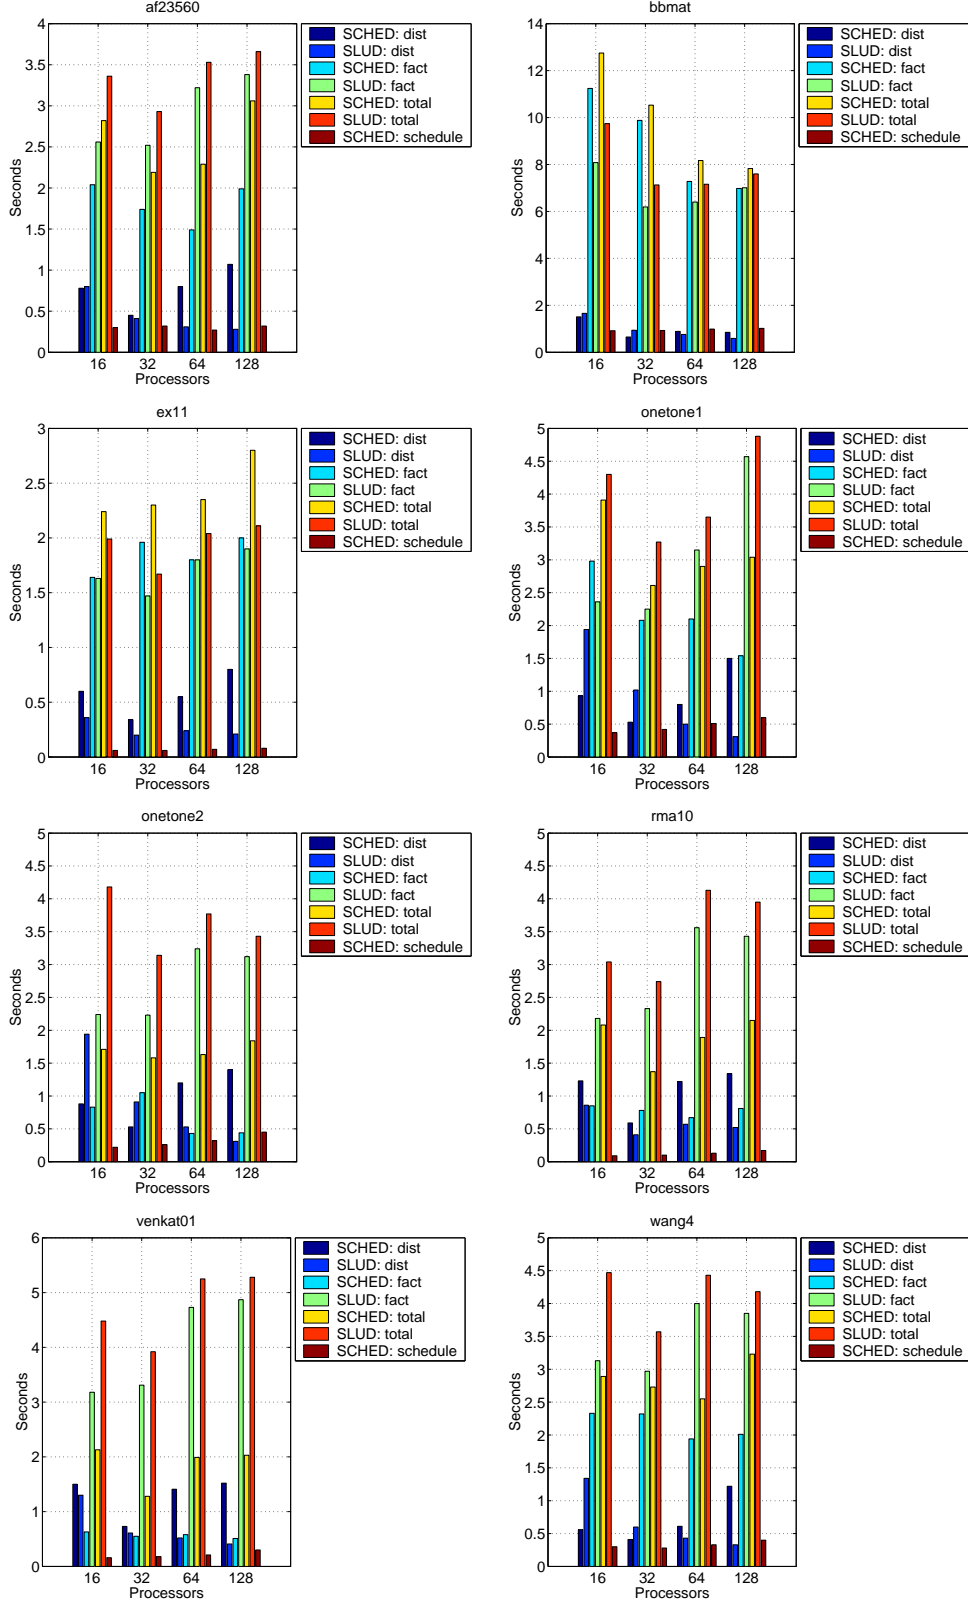 af23560
4
3.5
3
2.5
2
1.5
1
0.5
0
Seconds
16 32 64 128
Processors
SCHED: dist
SLUD: dist
SCHED: fact
SLUD: fact
SCHED: total
SLUD: total
SCHED: schedule
bbmat
14
12
10
8
6
4
2
0
Seconds
16 32 64 128
Processors
SCHED: dist
SLUD: dist
SCHED: fact
SLUD: fact
SCHED: total
SLUD: total
SCHED: schedule
ex11
3
2.5
2
1.5
1
0.5
0
Seconds
16 32 64 128
Processors
SCHED: dist
SLUD: dist
SCHED: fact
SLUD: fact
SCHED: total
SLUD: total
SCHED: schedule
onetone1
5
4.5
4
3.5
3
2.5
2
1.5
1
0.5
0
Seconds
16 32 64 128
Processors
SCHED: dist
SLUD: dist
SCHED: fact
SLUD: fact
SCHED: total
SLUD: total
SCHED: schedule
onetone2
5
4.5
4
3.5
3
2.5
2
1.5
1
0.5
0
Seconds
16 32 64 128
Processors
SCHED: dist
SLUD: dist
SCHED: fact
SLUD: fact
SCHED: total
SLUD: total
SCHED: schedule
rma10
5
4.5
4
3.5
3
2.5
2
1.5
1
0.5
0
Seconds
16 32 64 128
Processors
SCHED: dist
SLUD: dist
SCHED: fact
SLUD: fact
SCHED: total
SLUD: total
SCHED: schedule
venkat01
6
5
4
3
2
1
0
Seconds
16 32 64 128
Processors
SCHED: dist
SLUD: dist
SCHED: fact
SLUD: fact
SCHED: total
SLUD: total
SCHED: schedule
wang4
5
4.5
4
3.5
3
2.5
2
1.5
1
0.5
0
Seconds
16 32 64 128
Processors
SCHED: dist
SLUD: dist
SCHED: fact
SLUD: fact
SCHED: total
SLUD: total
SCHED: schedule